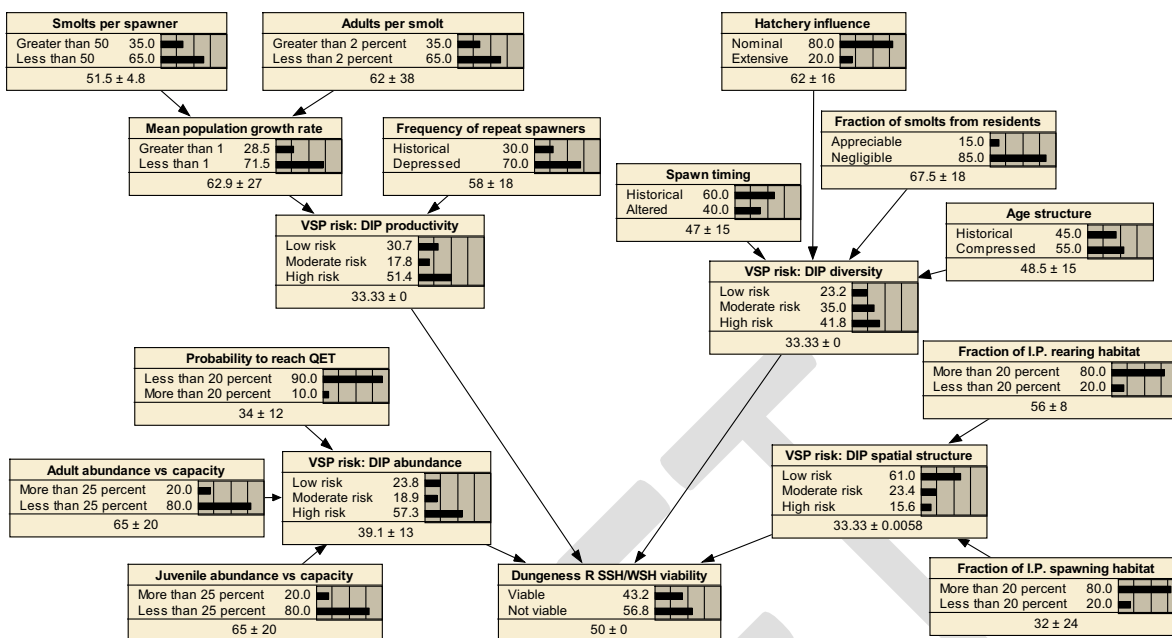 Smolts per spawner
Greater than 50 35.0
Less than 50 65.0
51.5 ± 4.8
Adults per smolt
Greater than 2 percent 35.0
Less than 2 percent 65.0
62 ± 38
Hatchery influence
Nominal 80.0
Extensive 20.0
62 ± 16
Mean population growth rate
Greater than 1 28.5
Less than 1 71.5
62.9 ± 27
Frequency of repeat spawners
Historical 30.0
Depressed 70.0
58 ± 18
Fraction of smolts from residents
Appreciable 15.0
Negligible 85.0
67.5 ± 18
Spawn timing
Historical 60.0
Altered 40.0
47 ± 15
Age structure
Historical 45.0
Compressed 55.0
48.5 ± 15
VSP risk: DIP productivity
Low risk 30.7
Moderate risk 17.8
High risk 51.4
33.33 ± 0
VSP risk: DIP diversity
Low risk 23.2
Moderate risk 35.0
High risk 41.8
33.33 ± 0
Probability to reach QET
Less than 20 percent 90.0
More than 20 percent 10.0
34 ± 12
Fraction of I.P. rearing habitat
More than 20 percent 80.0
Less than 20 percent 20.0
56 ± 8
Adult abundance vs capacity
More than 25 percent 20.0
Less than 25 percent 80.0
65 ± 20
VSP risk: DIP abundance
Low risk 23.8
Moderate risk 18.9
High risk 57.3
39.1 ± 13
VSP risk: DIP spatial structure
Low risk 61.0
Moderate risk 23.4
High risk 15.6
33.33 ± 0.0058
Juvenile abundance vs capacity
More than 25 percent 20.0
Less than 25 percent 80.0
65 ± 20
Dungeness R SSH/WSH viability
Viable 43.2
Not viable 56.8
50 ± 0
Fraction of I.P. spawning habitat
More than 20 percent 80.0
Less than 20 percent 20.0
32 ± 24